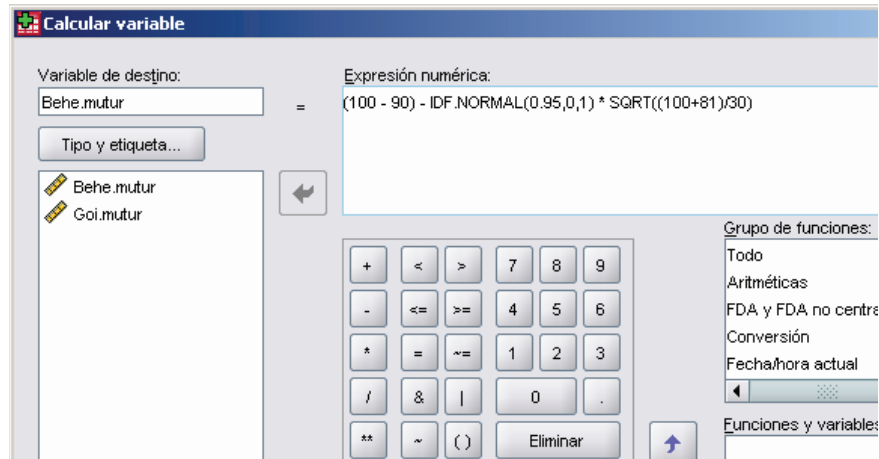 Calcular variable
Variable de destino:
Behe.mutur
=
Expresión numérica:
(100 - 90) - IDF.NORMAL(0.95,0,1) * SQRT((100+81)/30)
Tipo y etiqueta...
Behe.mutur
Goi.mutur
+ < > 7 8 9
- <= >= 4 5 6
* = ~= 1 2 3
/ & | 0 .
** ~ ( ) Eliminar
Grupo de funciones:
Todo
Aritméticas
FDA y FDA no centra
Conversión
Fecha/hora actual
Funciones y variables